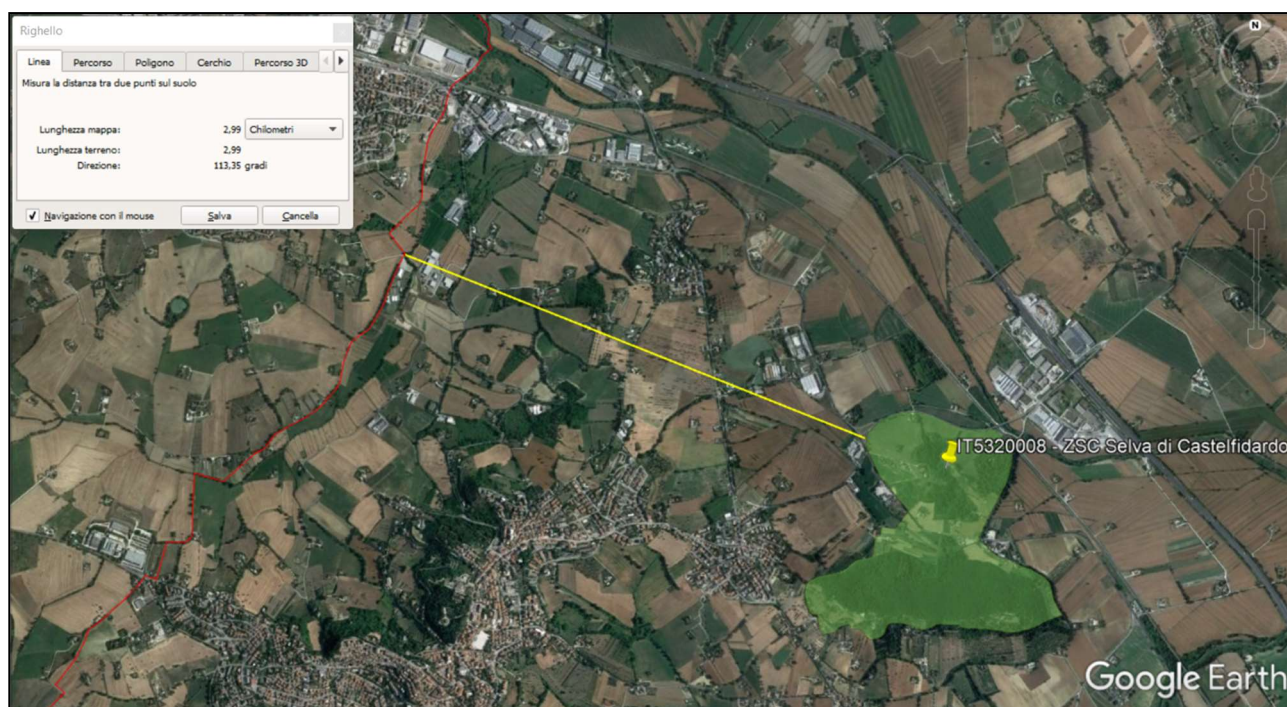 Righello
Linea Percorso Poligono Cerchio Percorso 3D
Misura la distanza tra due punti sul suolo
Lunghezza mappa: 2,99 Chilometri
Lunghezza terreno: 2,99
Direzione: 113,35 gradi
Navigazione con il mouse Salva Cancella
N
IT5320008 - ZSC Selva di Castelfidardo
Google Earth